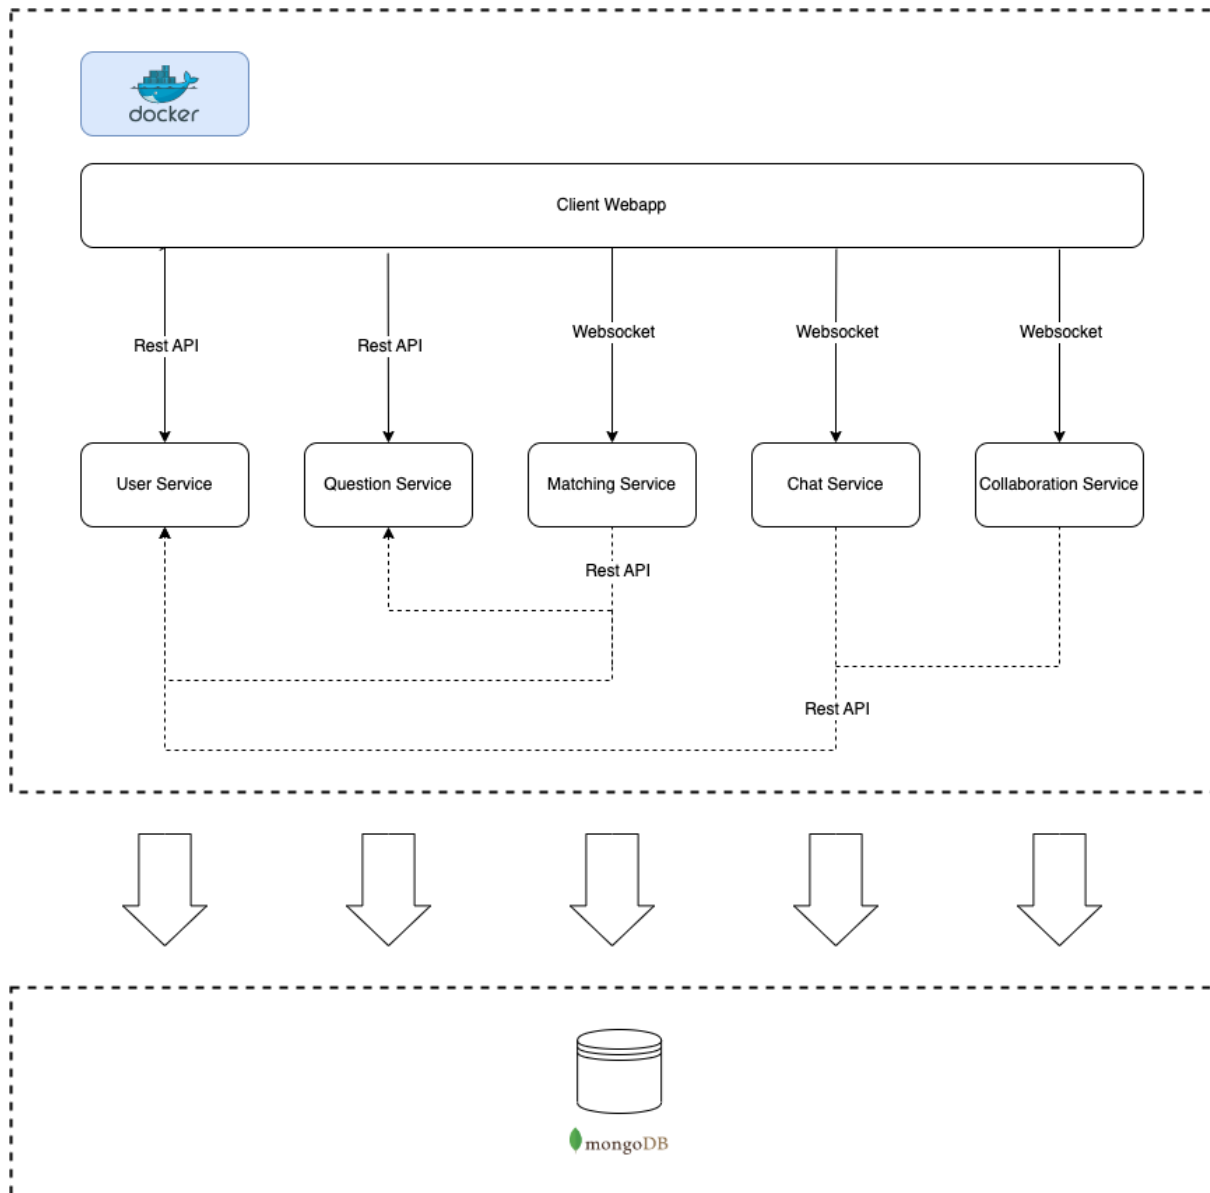 docker
Client Webapp
Rest API
Rest API
Websocket
Websocket
Websocket
User Service
Question Service
Matching Service
Chat Service
Collaboration Service
Rest API
Rest API
mongoDB